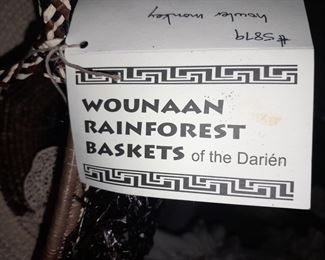 #5879
howler monkey
WOUNAAN
RAINFOREST
BASKETS of the Darién